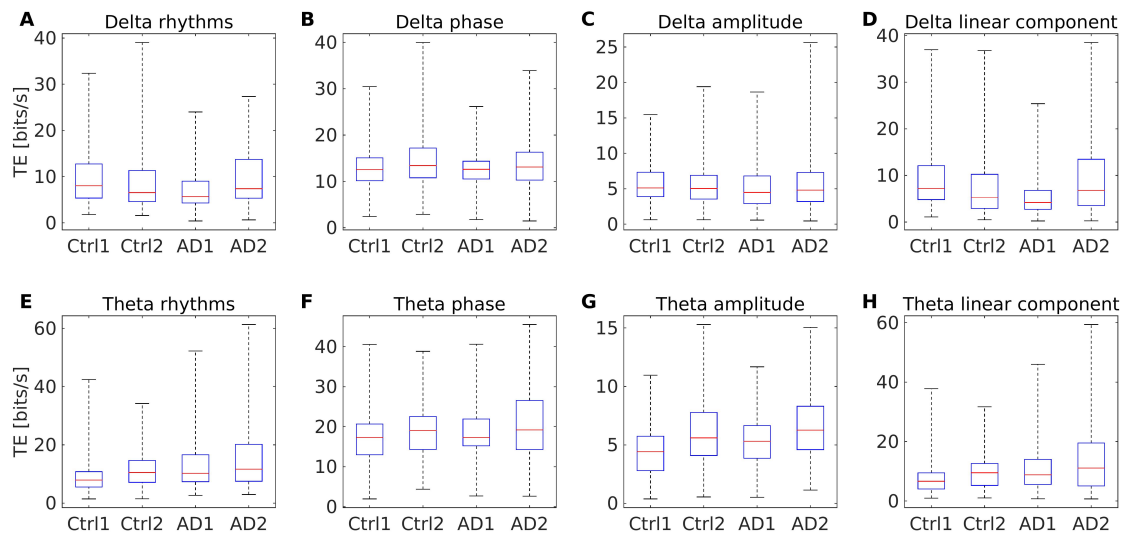 A Delta rhythms
B Delta phase
C Delta amplitude
D Delta linear component
TE [bits/s]
40
30
20
10
0
Ctrl1 Ctrl2 AD1 AD2
40
30
20
10
0
Ctrl1 Ctrl2 AD1 AD2
25
20
15
10
5
0
Ctrl1 Ctrl2 AD1 AD2
40
30
20
10
0
Ctrl1 Ctrl2 AD1 AD2
E Theta rhythms
F Theta phase
G Theta amplitude
H Theta linear component
TE [bits/s]
60
40
20
0
Ctrl1 Ctrl2 AD1 AD2
40
30
20
10
0
Ctrl1 Ctrl2 AD1 AD2
15
10
5
0
Ctrl1 Ctrl2 AD1 AD2
60
40
20
0
Ctrl1 Ctrl2 AD1 AD2